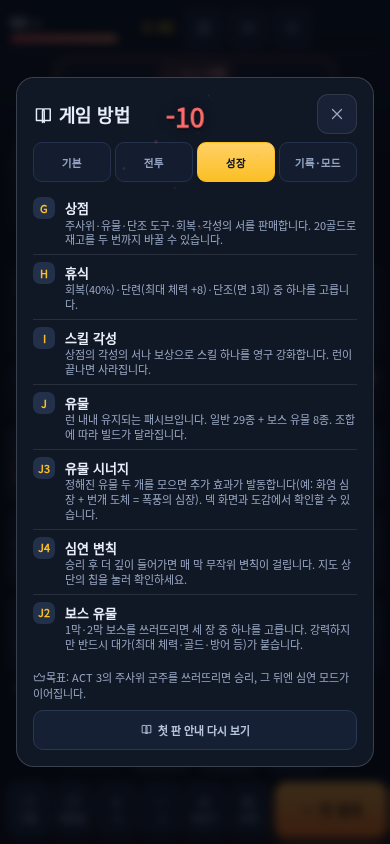 게임 방법
-10
기본
전투
성장
기록·모드
G
상점
주사위·유물·단조 도구·회복·각성의 서를 판매합니다. 20골드로
재고를 두 번까지 바꿀 수 있습니다.
H
휴식
회복(40%)·단련(최대 체력 +8)·단조(면 1회) 중 하나를 고릅니
다.
I
스킬 각성
상점의 각성의 서나 보상으로 스킬 하나를 영구 강화합니다. 런이
끝나면 사라집니다.
J
유물
런 내내 유지되는 패시브입니다. 일반 29종 + 보스 유물 8종. 조합
에 따라 빌드가 달라집니다.
J3
유물 시너지
정해진 유물 두 개를 모으면 추가 효과가 발동합니다(예: 화염 심
장 + 번개 도체 = 폭풍의 심장). 덱 화면과 도감에서 확인할 수 있
습니다.
J4
심연 변칙
승리 후 더 깊이 들어가면 매 막 무작위 변칙이 걸립니다. 지도 상
단의 칩을 눌러 확인하세요.
J2
보스 유물
1막·2막 보스를 쓰러뜨리면 세 장 중 하나를 고릅니다. 강력하지
만 반드시 대가(최대 체력·골드·방어 등)가 붙습니다.
목표: ACT 3의 주사위 군주를 쓰러뜨리면 승리, 그 뒤엔 심연 모드가
이어집니다.
첫 판 안내 다시 보기